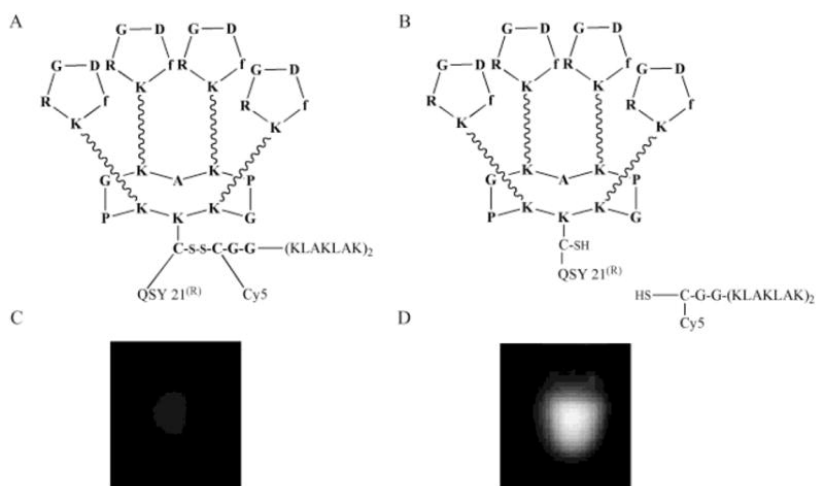 A
B
G D G D
G D G D
R f R f
R f R f
G D
G D
G D
G D
K K
K K
R f
R f
R f
R f
K
K
K
K
K K
K K
G A P
G A P
K K
K K
P K G
P K G
C-S-S-C-G-G—(KLAKLAK)2
C-SH
QSY 21(R) Cy5
QSY 21(R)
HS—C-G-G-(KLAKLAK)2
Cy5
C
D